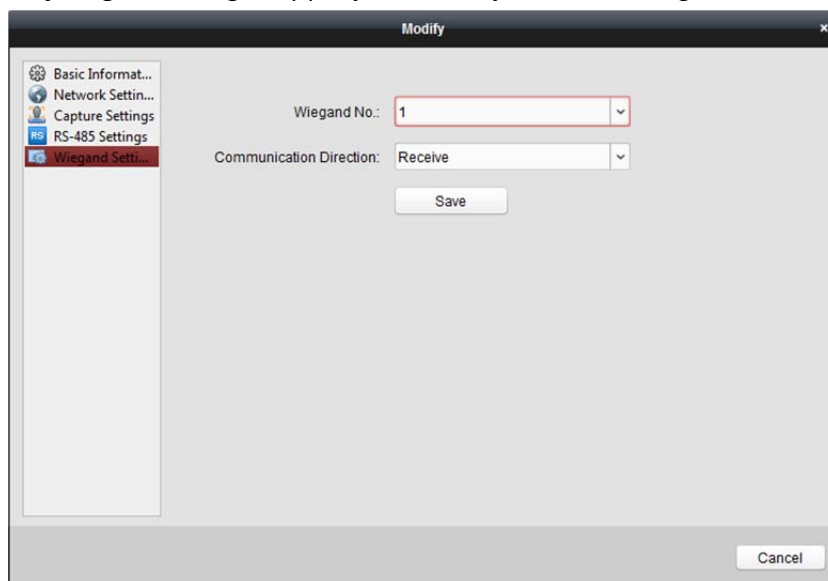 Modify
×
Basic Informat...
Network Settin...
Capture Settings
RS RS-485 Settings
Wiegand Setti...
Wiegand No.: 1
Communication Direction: Receive
Save
Cancel